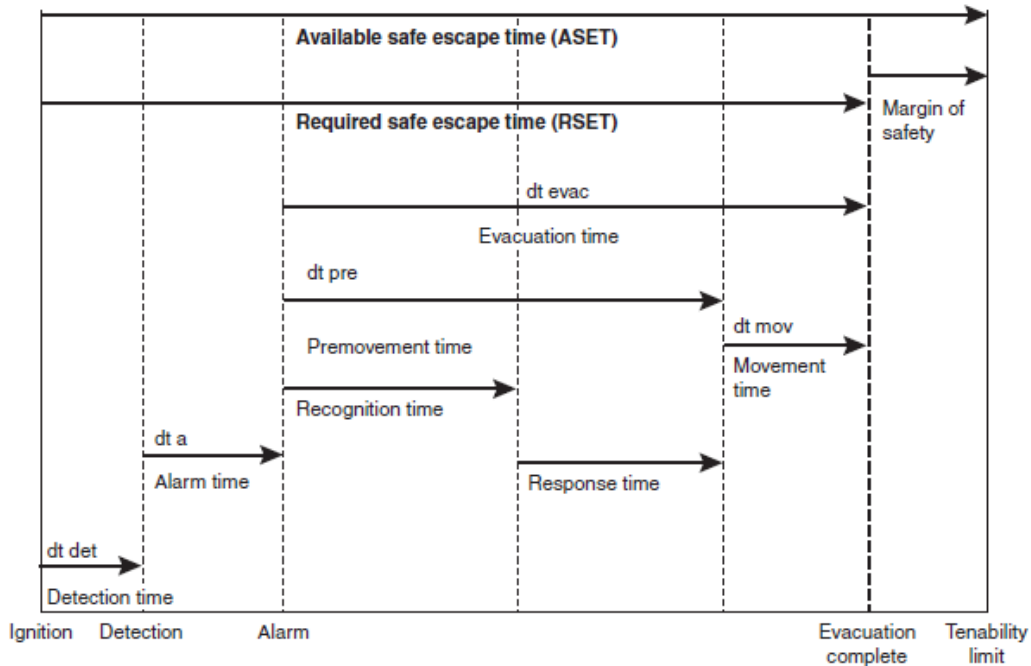 Available safe escape time (ASET)
Required safe escape time (RSET)
Margin of
safety
dt evac
Evacuation time
dt pre
Premovement time
dt mov
Movement
time
Recognition time
dt a
Alarm time
Response time
dt det
Detection time
Ignition
Detection
Alarm
Evacuation
complete
Tenability
limit